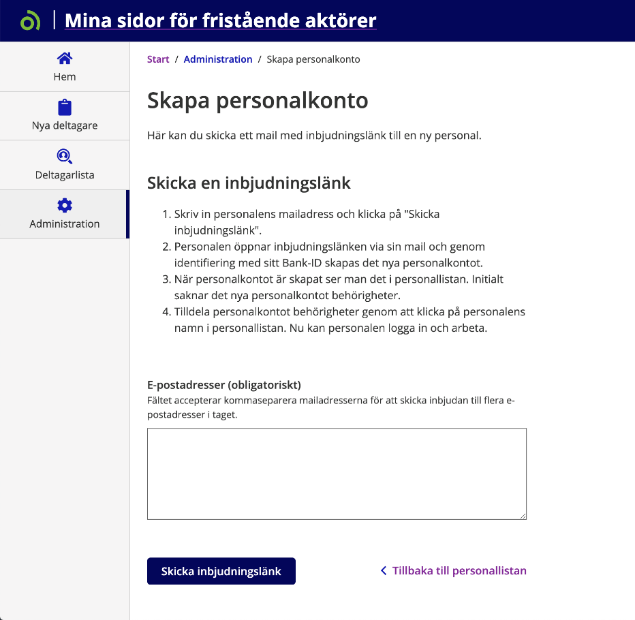 Mina sidor för fristående aktörer
Hem
Nya deltagare
Deltagarlista
Administration
Start / Administration / Skapa personalkonto
Skapa personalkonto
Här kan du skicka ett mail med inbjudningslänk till en ny personal.
Skicka en inbjudningslänk
1. Skriv in personalens mailadress och klicka på "Skicka
inbjudningslänk".
2. Personalen öppnar inbjudningslänken via sin mail och genom
identifiering med sitt Bank-ID skapas det nya personalkontot.
3. När personalkontot är skapat ser man det i personallistan. Initialt
saknar det nya personalkontot behörigheter.
4. Tilldela personalkontot behörigheter genom att klicka på personalens
namn i personallistan. Nu kan personalen logga in och arbeta.
E-postadresser (obligatoriskt)
Fältet accepterar kommaseparera mailadresserna för att skicka inbjudan till flera e-
postadresser i taget.
Skicka inbjudningslänk
Tillbaka till personallistan